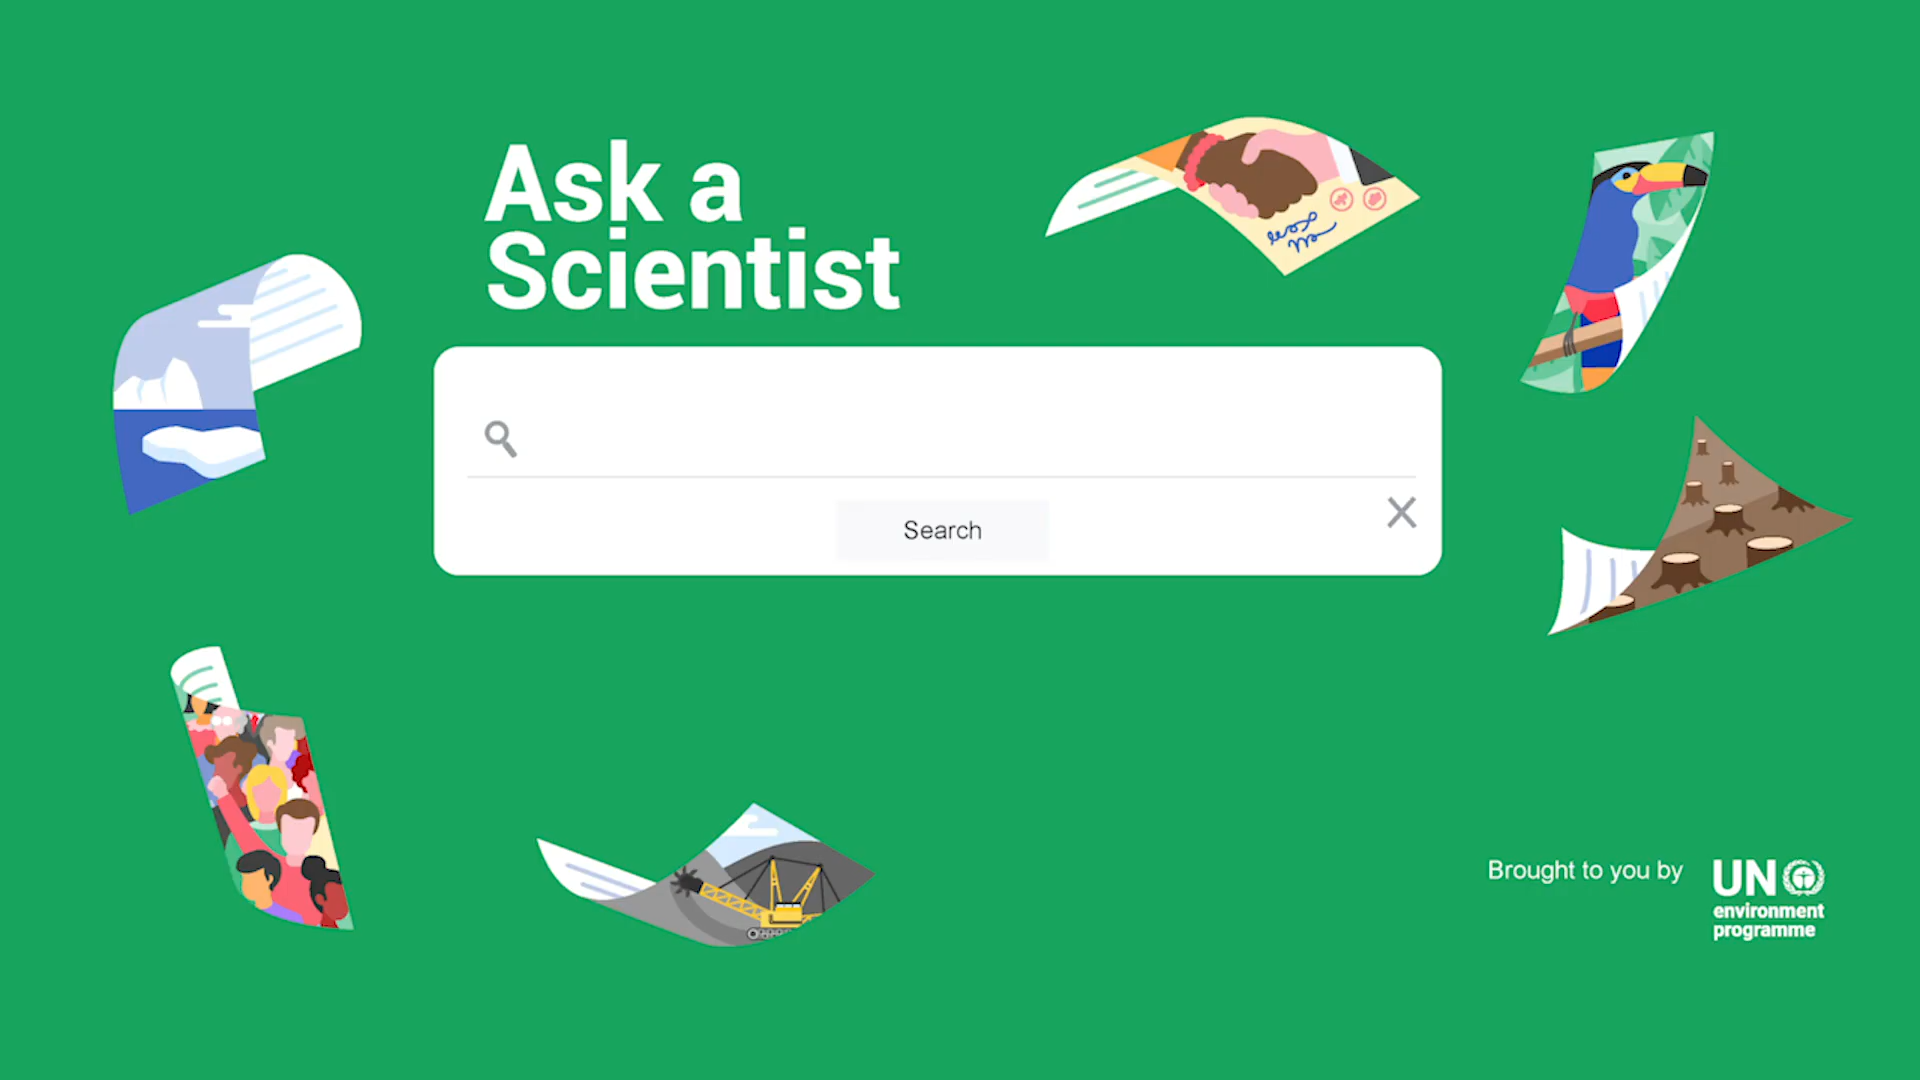 Ask a
Scientist
Search
Brought to you by
UN
environment
programme